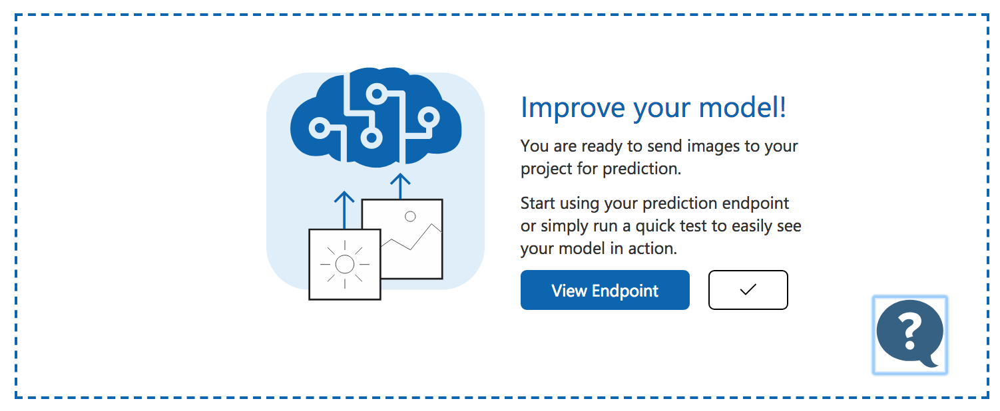 Improve your model!
You are ready to send images to your
project for prediction.
Start using your prediction endpoint
or simply run a quick test to easily see
your model in action.
View Endpoint
?